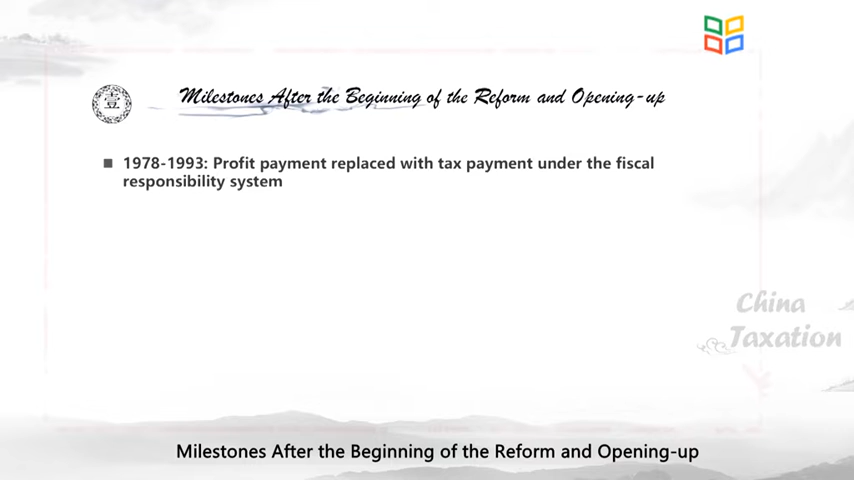 壹
Milestones After the Beginning of the Reform and Opening-up
1978-1993: Profit payment replaced with tax payment under the fiscal
responsibility system
China
Taxation
Milestones After the Beginning of the Reform and Opening-up